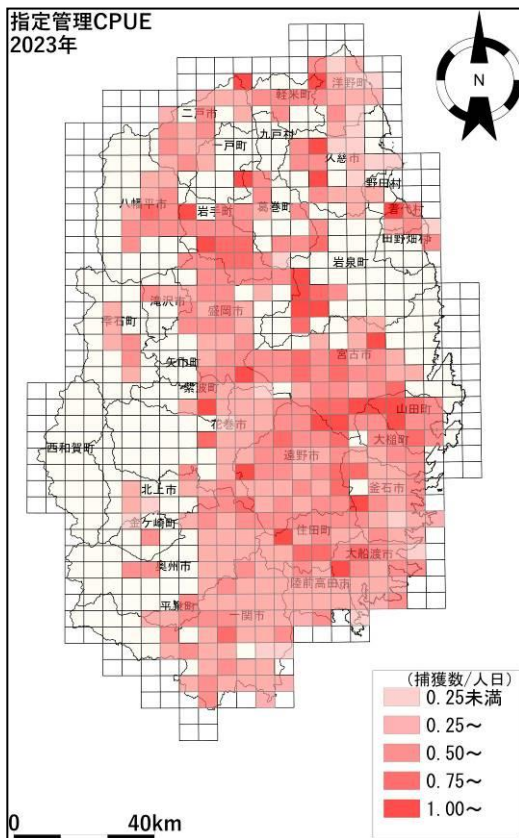 指定管理CPUE
2023年
N
洋野町
軽米町
二戸市
九戸村
一戸町
久慈市
野田村
八幡平市
岩手町
葛巻町
普代村
田野畑村
岩泉町
滝沢市
盛岡市
雫石町
宮古市
矢巾町
紫波町
山田町
花巻市
大槌町
西和賀町
遠野市
北上市
釜石市
金ケ崎町
住田町
大船渡市
奥州市
陸前高田市
平泉町
一関市
(捕獲数/人日)
0.25未満
0.25～
0.50～
0.75～
1.00～
0 40km